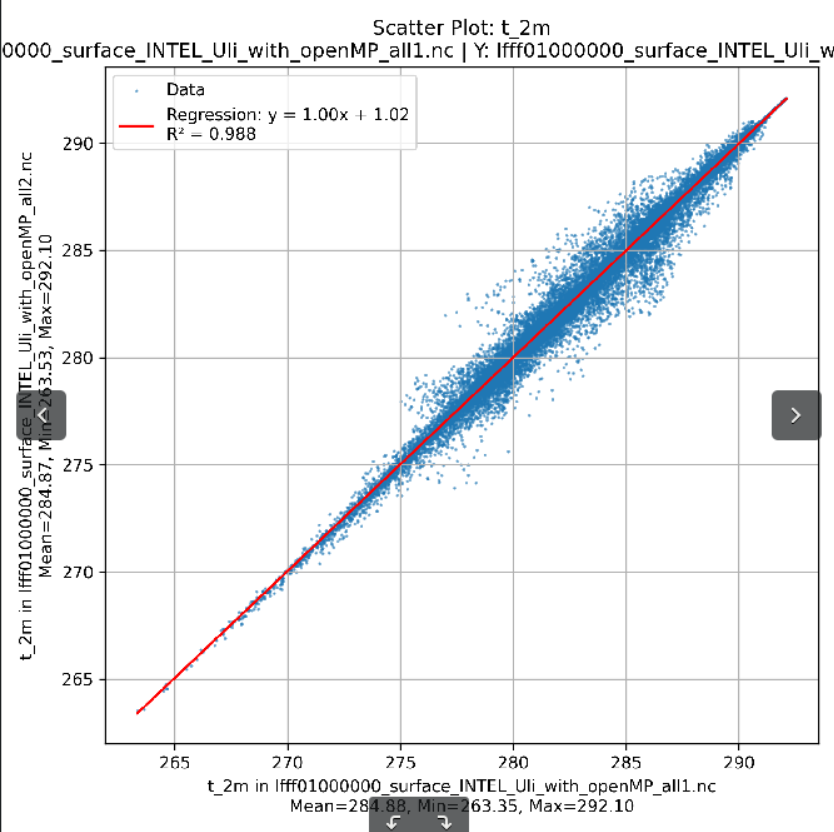 Scatter Plot: t_2m
0000_surface_INTEL_Uli_with_openMP_all1.nc | Y: lfff01000000_surface_INTEL_Uli_w
Data
Regression: y = 1.00x + 1.02
R² = 0.988
290
285
280
275
270
265
t_2m in lfff01000000_surface_INTEL_Uli_with_openMP_all2.nc
Mean=284.87, Min=263.53, Max=292.10
265 270 275 280 285 290
t_2m in lfff01000000_surface_INTEL_Uli_with_openMP_all1.nc
Mean=284.88, Min=263.35, Max=292.10